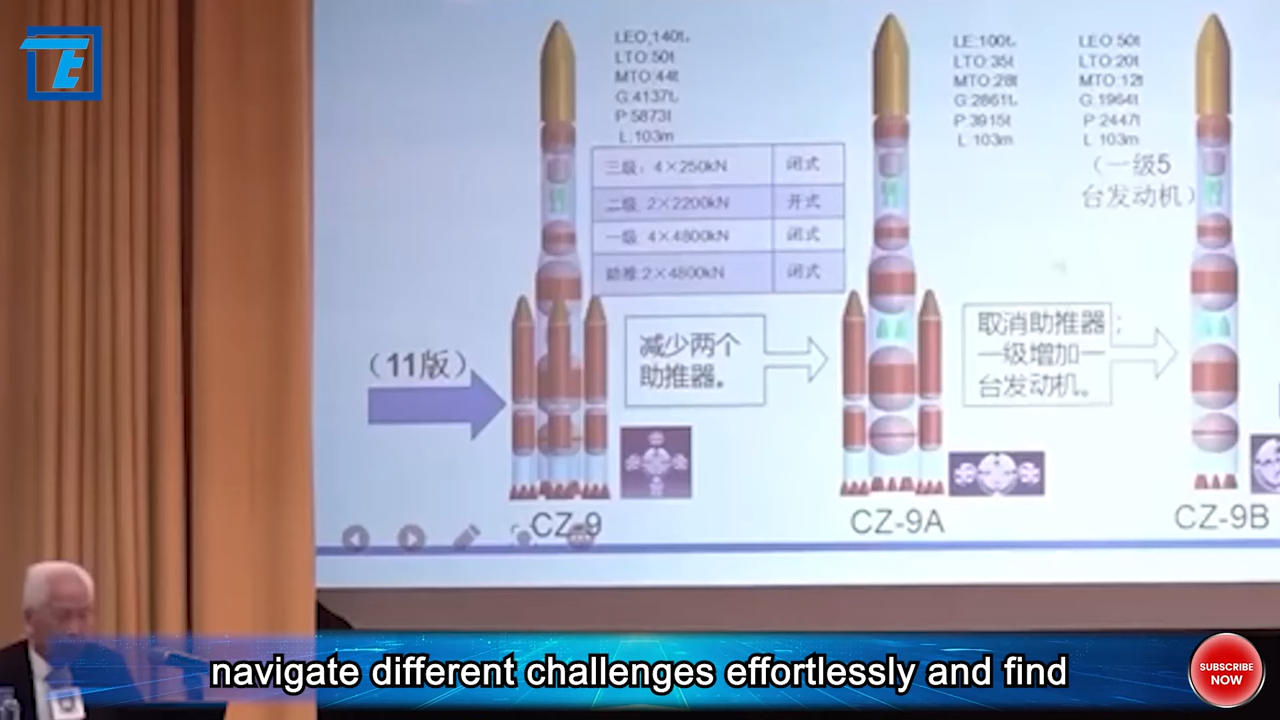 TE
LEO:140t。
LTO:50t
MTO:44t
G:4137t。
P:5873t
L:103m
三级：4×250kN 闭式
二级: 2×2200kN 开式
一级: 4×4800kN 闭式
助推:2×4800kN 闭式
（11版）
减少两个
助推器。
CZ-9
LE:100t。
LTO:35t
MTO:28t
G:2861t。
P:3915t
L:103m
取消助推器；
一级增加一
台发动机。
CZ-9A
LEO:50t
LTO:20t
MTO:12t
G:1964t
P:2447t
L:103m
（一级5
台发动机）
CZ-9B
navigate different challenges effortlessly and find
SUBSCRIBE
NOW